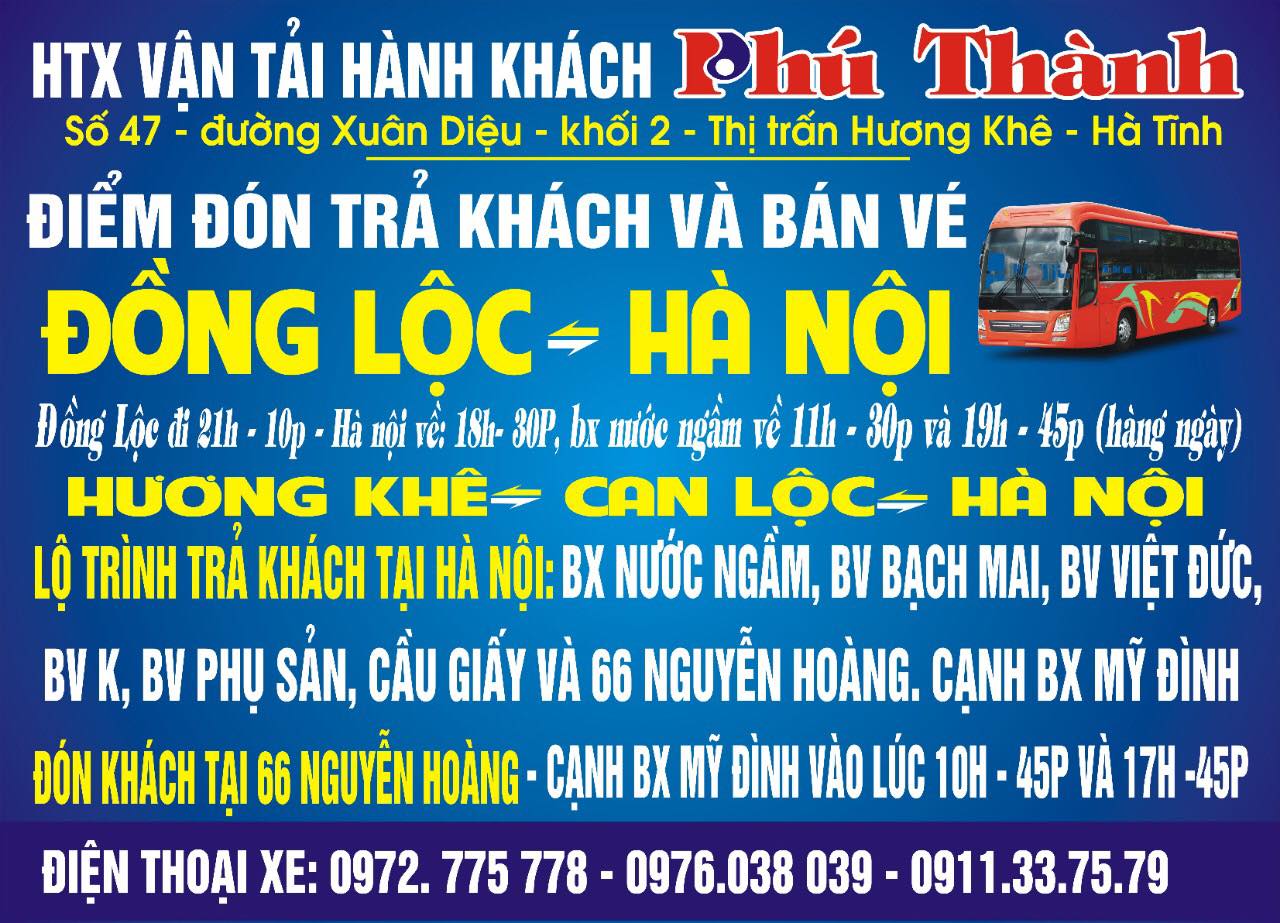 HTX VẬN TẢI HÀNH KHÁCH Phú Thành
Số 47 - đường Xuân Diệu - khối 2 - Thị trấn Hương Khê - Hà Tĩnh
ĐIỂM ĐÓN TRẢ KHÁCH VÀ BÁN VÉ
ĐỒNG LỘC ⇌ HÀ NỘI
Đồng Lộc đi 21h - 10p - Hà nội về: 18h- 30P, bx nước ngầm về 11h - 30p và 19h - 45p (hàng ngày)
HƯƠNG KHÊ ⇌ CAN LỘC ⇌ HÀ NỘI
LỘ TRÌNH TRẢ KHÁCH TẠI HÀ NỘI: BX NƯỚC NGẦM, BV BẠCH MAI, BV VIỆT ĐỨC,
BV K, BV PHỤ SẢN, CẦU GIẤY VÀ 66 NGUYỄN HOÀNG. CẠNH BX MỸ ĐÌNH
ĐÓN KHÁCH TẠI 66 NGUYỄN HOÀNG - CẠNH BX MỸ ĐÌNH VÀO LÚC 10H - 45P VÀ 17H -45P
ĐIỆN THOẠI XE: 0972. 775 778 - 0976.038 039 - 0911.33.75.79